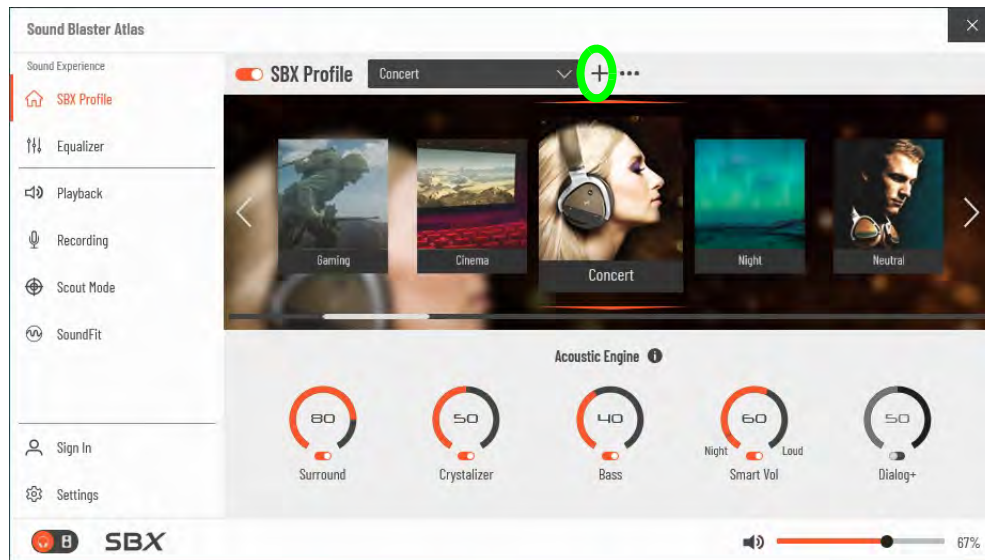 Sound Blaster Atlas
Sound Experience
SBX Profile
Equalizer
Playback
Recording
Scout Mode
SoundFit
Sign In
Settings
SBX
SBX Profile Concert
Gaming Cinema Concert Night Neutral
Acoustic Engine
80 50 40 60 50
Night Loud
Surround Crystalizer Bass Smart Vol Dialog+
67%